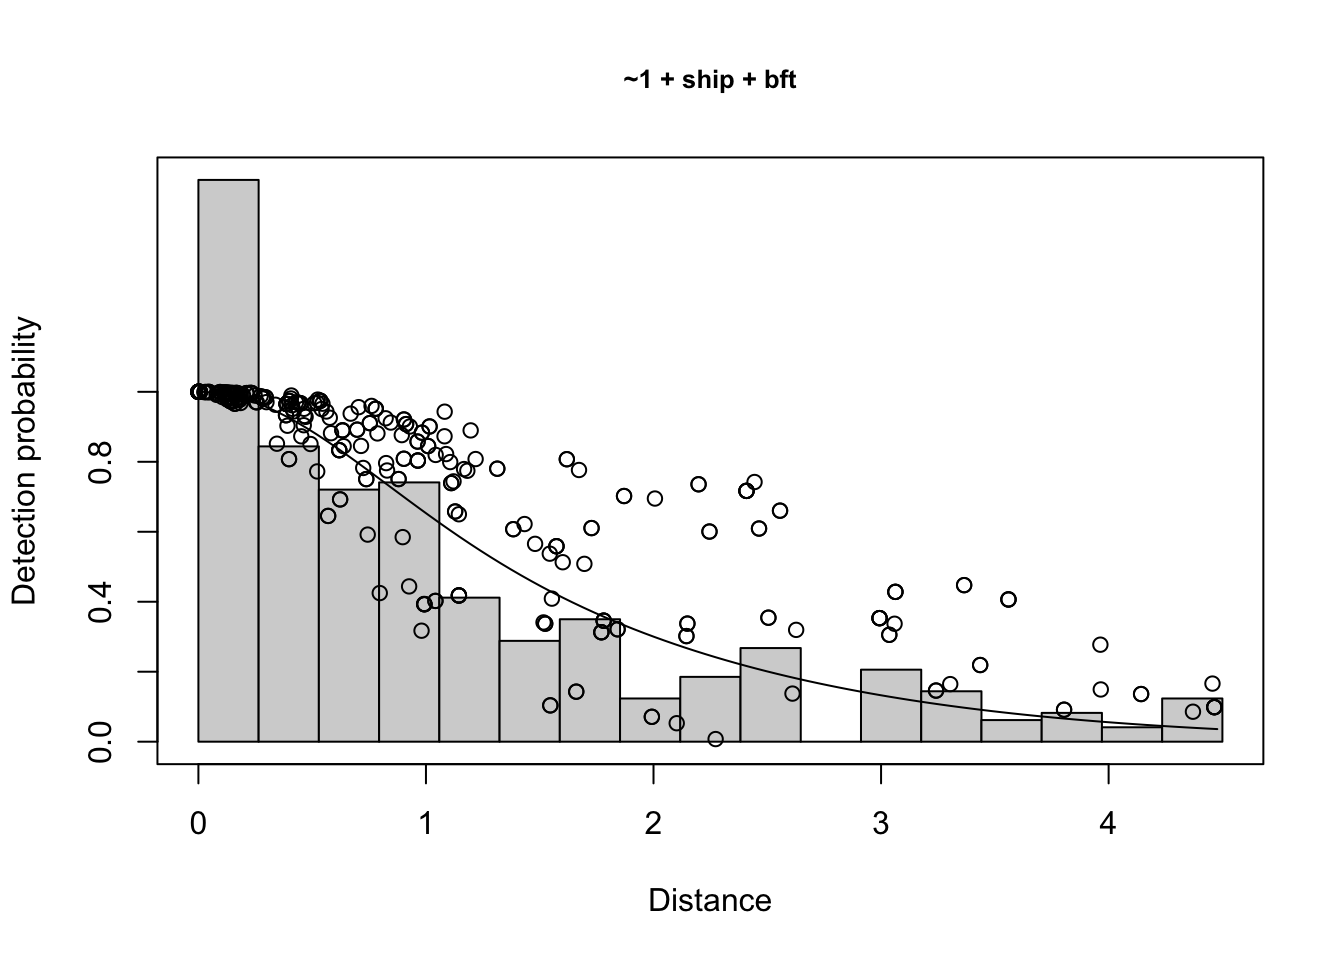 ~1 + ship + bft
Detection probability
0.8
0.4
0.0
0 1 2 3 4
Distance